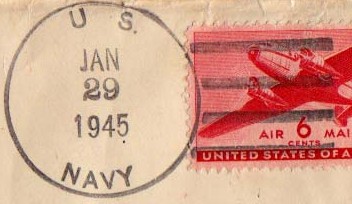 U S
JAN
29
1945
NAVY
AIR 6 MAI
CENTS
UNITED STATES OF A